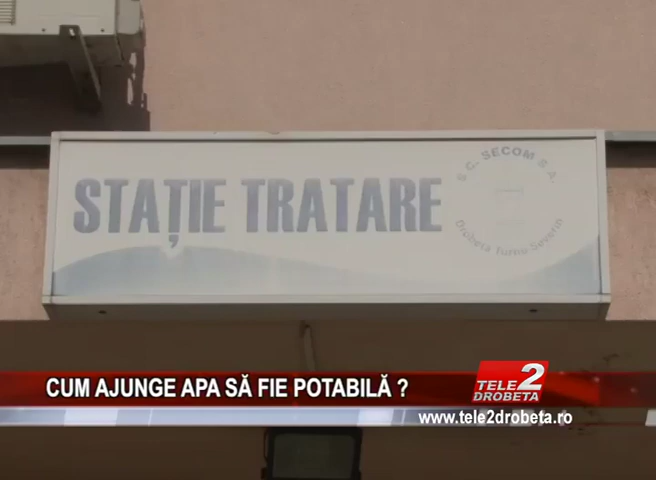 STAȚIE TRATARE
S.C. SECOM S.A.
Drobeta Turnu Severin
CUM AJUNGE APA SĂ FIE POTABILĂ ?
TELE 2
DROBETA
www.tele2drobeta.ro